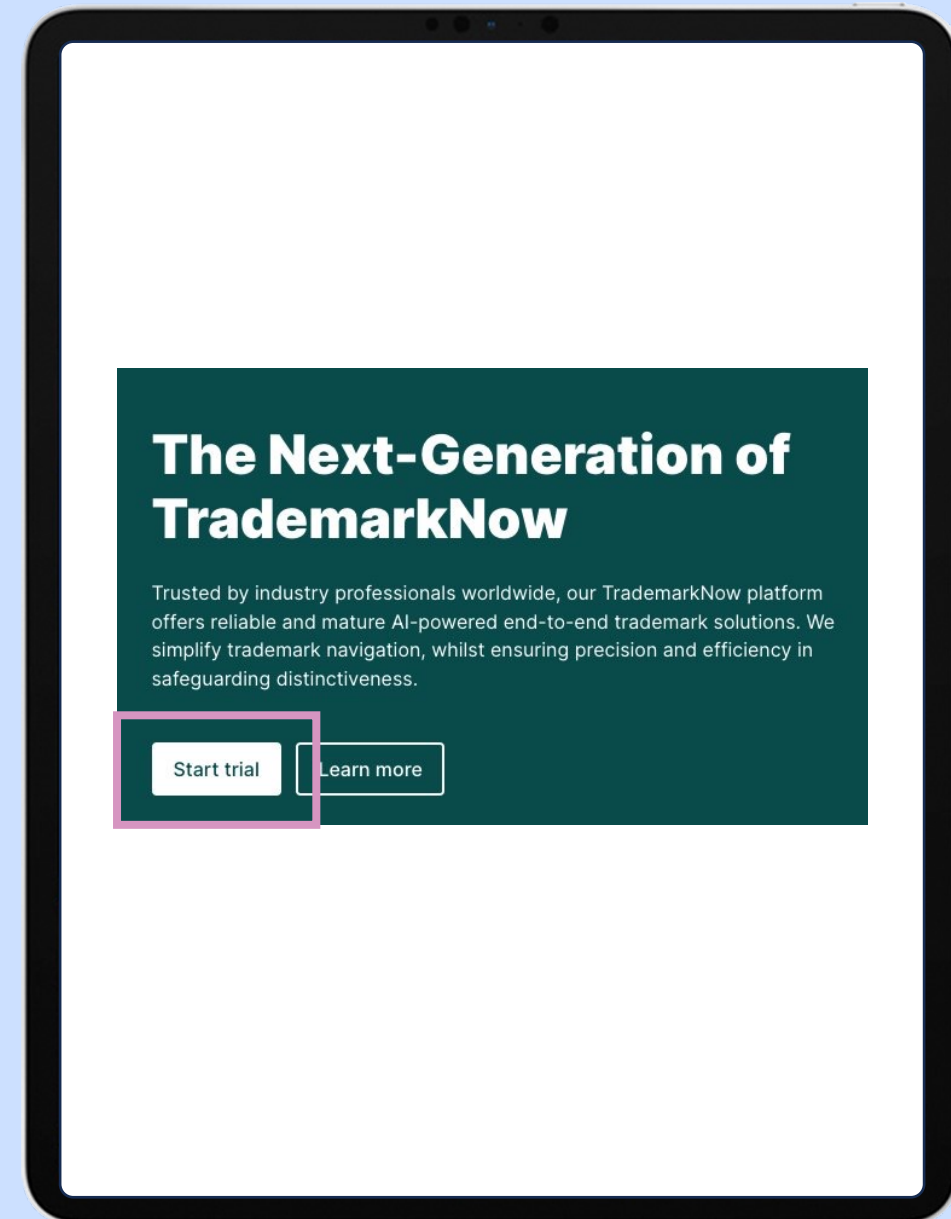 The Next-Generation of
TrademarkNow
Trusted by industry professionals worldwide, our TrademarkNow platform
offers reliable and mature AI-powered end-to-end trademark solutions. We
simplify trademark navigation, whilst ensuring precision and efficiency in
safeguarding distinctiveness.
Start trial
Learn more